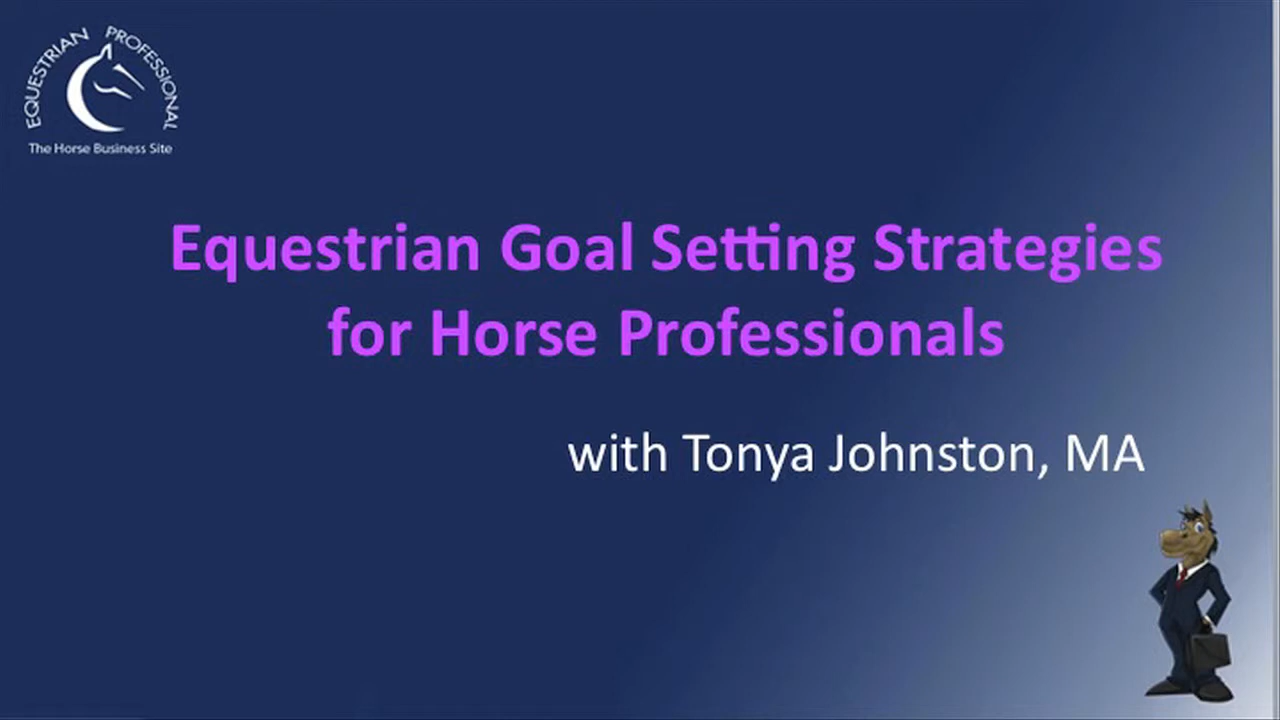 EQUESTRIAN PROFESSIONAL
The Horse Business Site
Equestrian Goal Setting Strategies
for Horse Professionals
with Tonya Johnston, MA